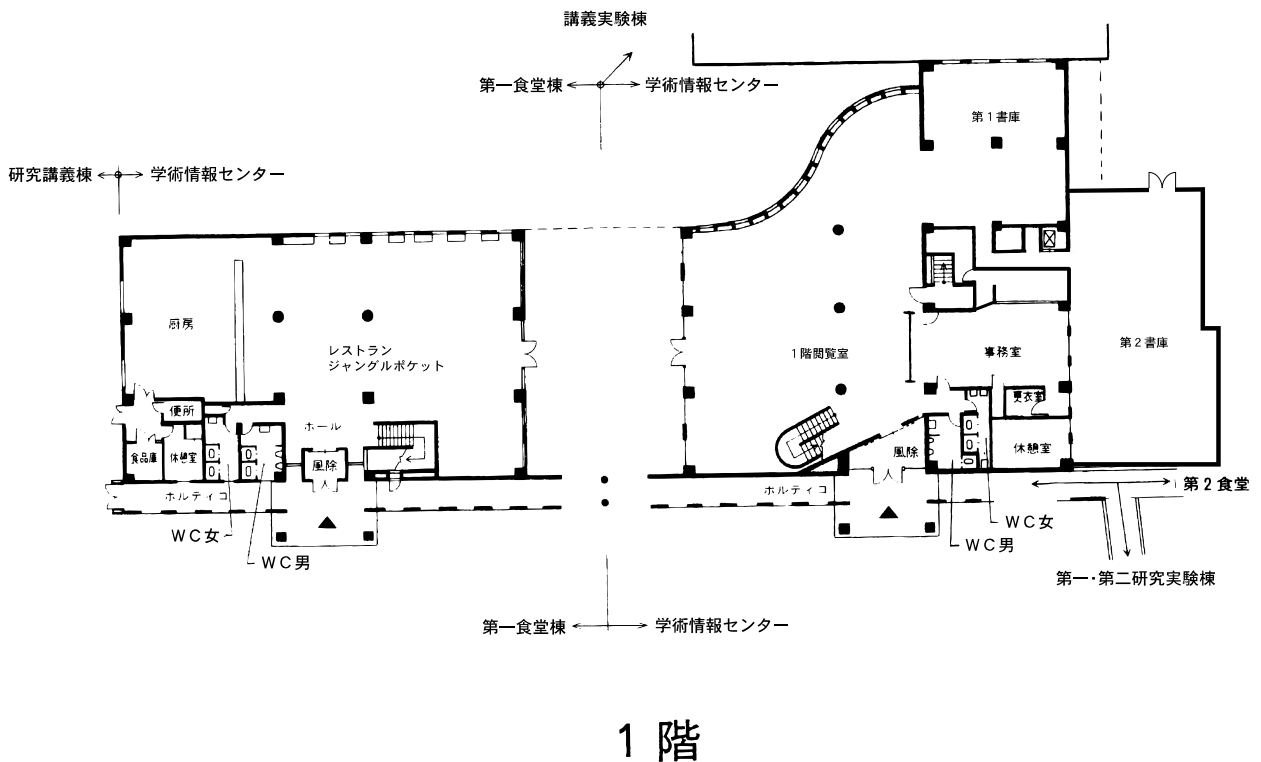 講義実験棟
第一食堂棟
学術情報センター
第1書庫
研究講義棟
学術情報センター
厨房
レストラン
ジャングルポケット
1階閲覧室
事務室
第2書庫
便所
更衣室
ホール
食品庫
休憩室
風除
風除
休憩室
人
人
ホルティコ
ホルティコ
第2食堂
WC女
WC男
WC女
WC男
第一・第二研究実験棟
第一食堂棟
学術情報センター
1階